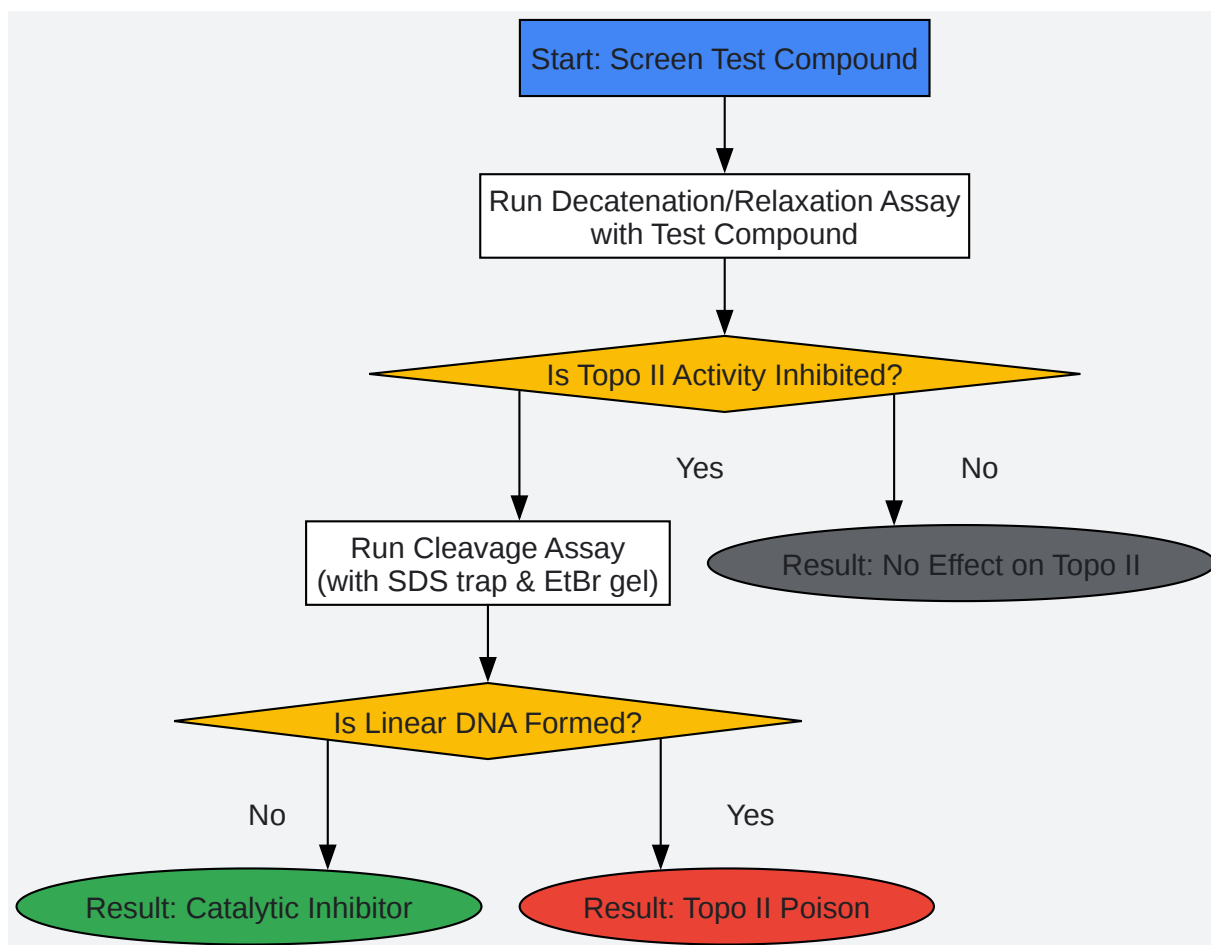 Start: Screen Test Compound
Run Decatenation/Relaxation Assay
with Test Compound
Is Topo II Activity Inhibited?
Yes
No
Run Cleavage Assay
(with SDS trap & EtBr gel)
Result: No Effect on Topo II
Is Linear DNA Formed?
No
Yes
Result: Catalytic Inhibitor
Result: Topo II Poison